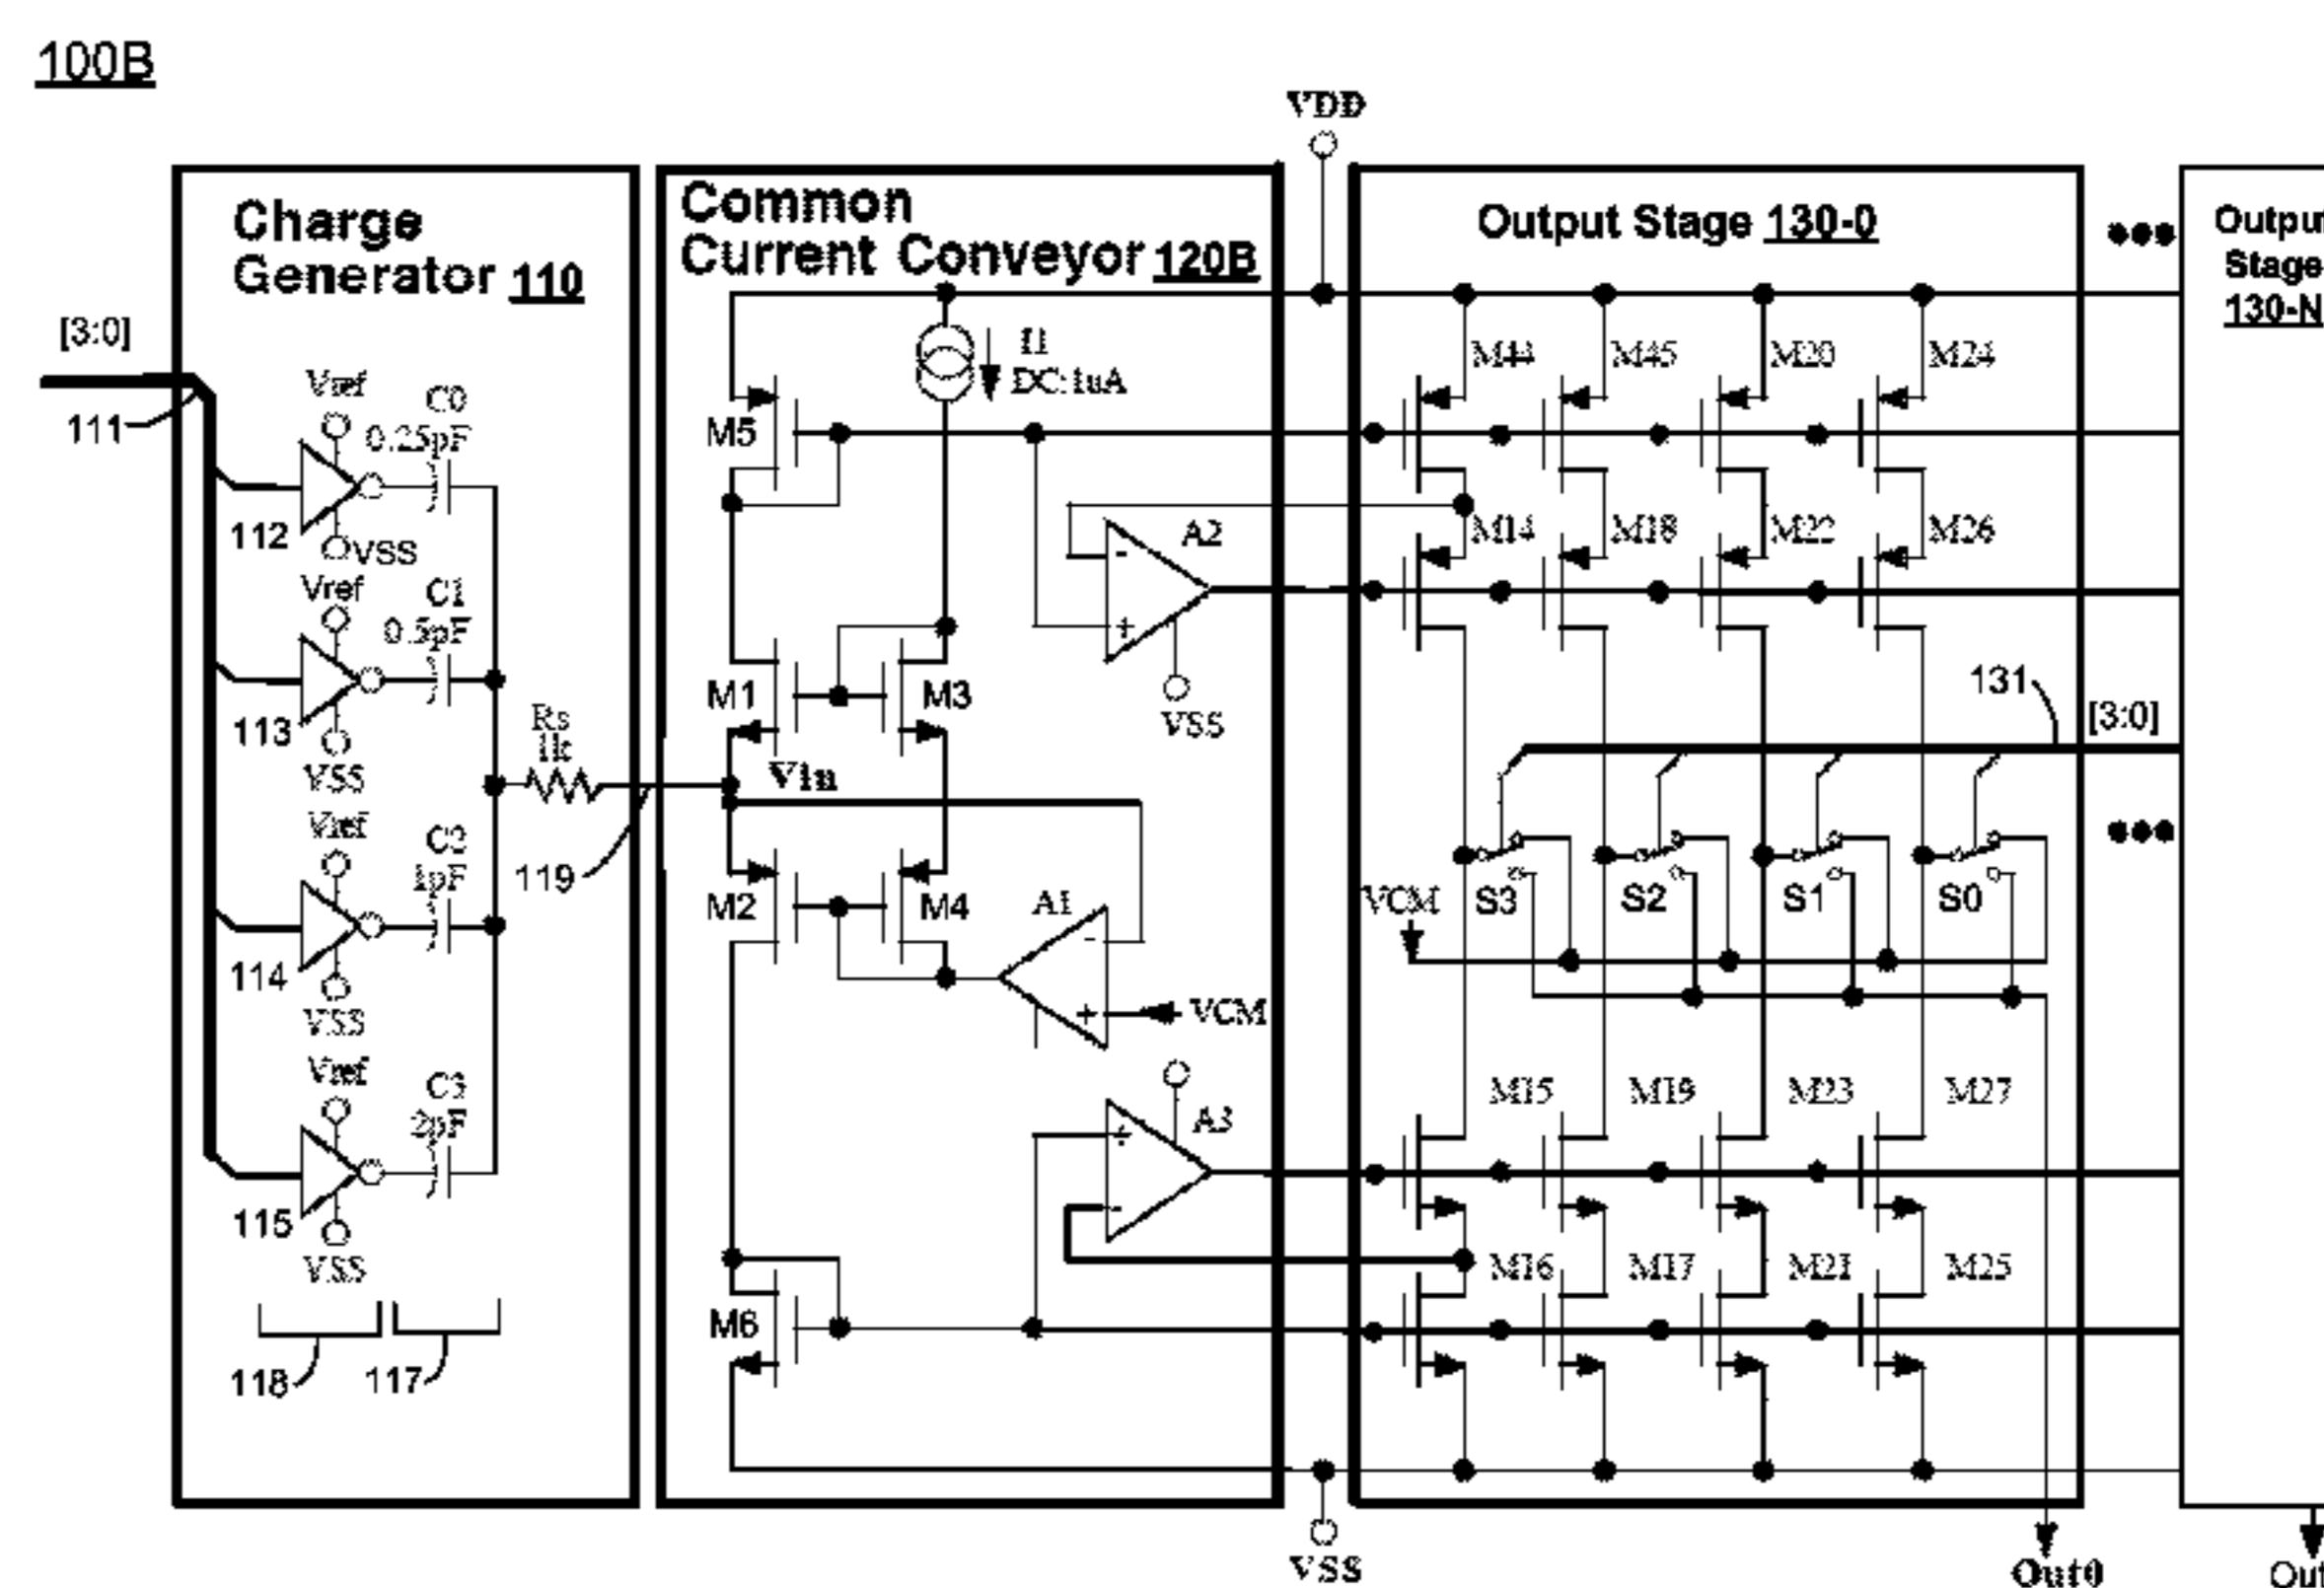 100B
VDD
Charge
Generator 110
Common
Current Conveyor 120B
Output Stage 130-0
Output
Stage
130-N
[3:0]
111
Vref
C0
0.25pF
112
VSS
Vref
C1
0.5pF
113
VSS
Vref
C2
1pF
114
VSS
Vref
C3
2pF
115
VSS
118
117
Rs
1k
119
M5
I1
DC:1uA
M1
M3
Vin
M2
M4
A1
-
+
VCM
A2
-
+
VSS
A3
+
-
M6
M44
M45
M20
M24
M14
M18
M22
M26
131
[3:0]
VCM
S3
S2
S1
S0
M15
M19
M23
M27
M16
M17
M21
M25
VSS
Out0